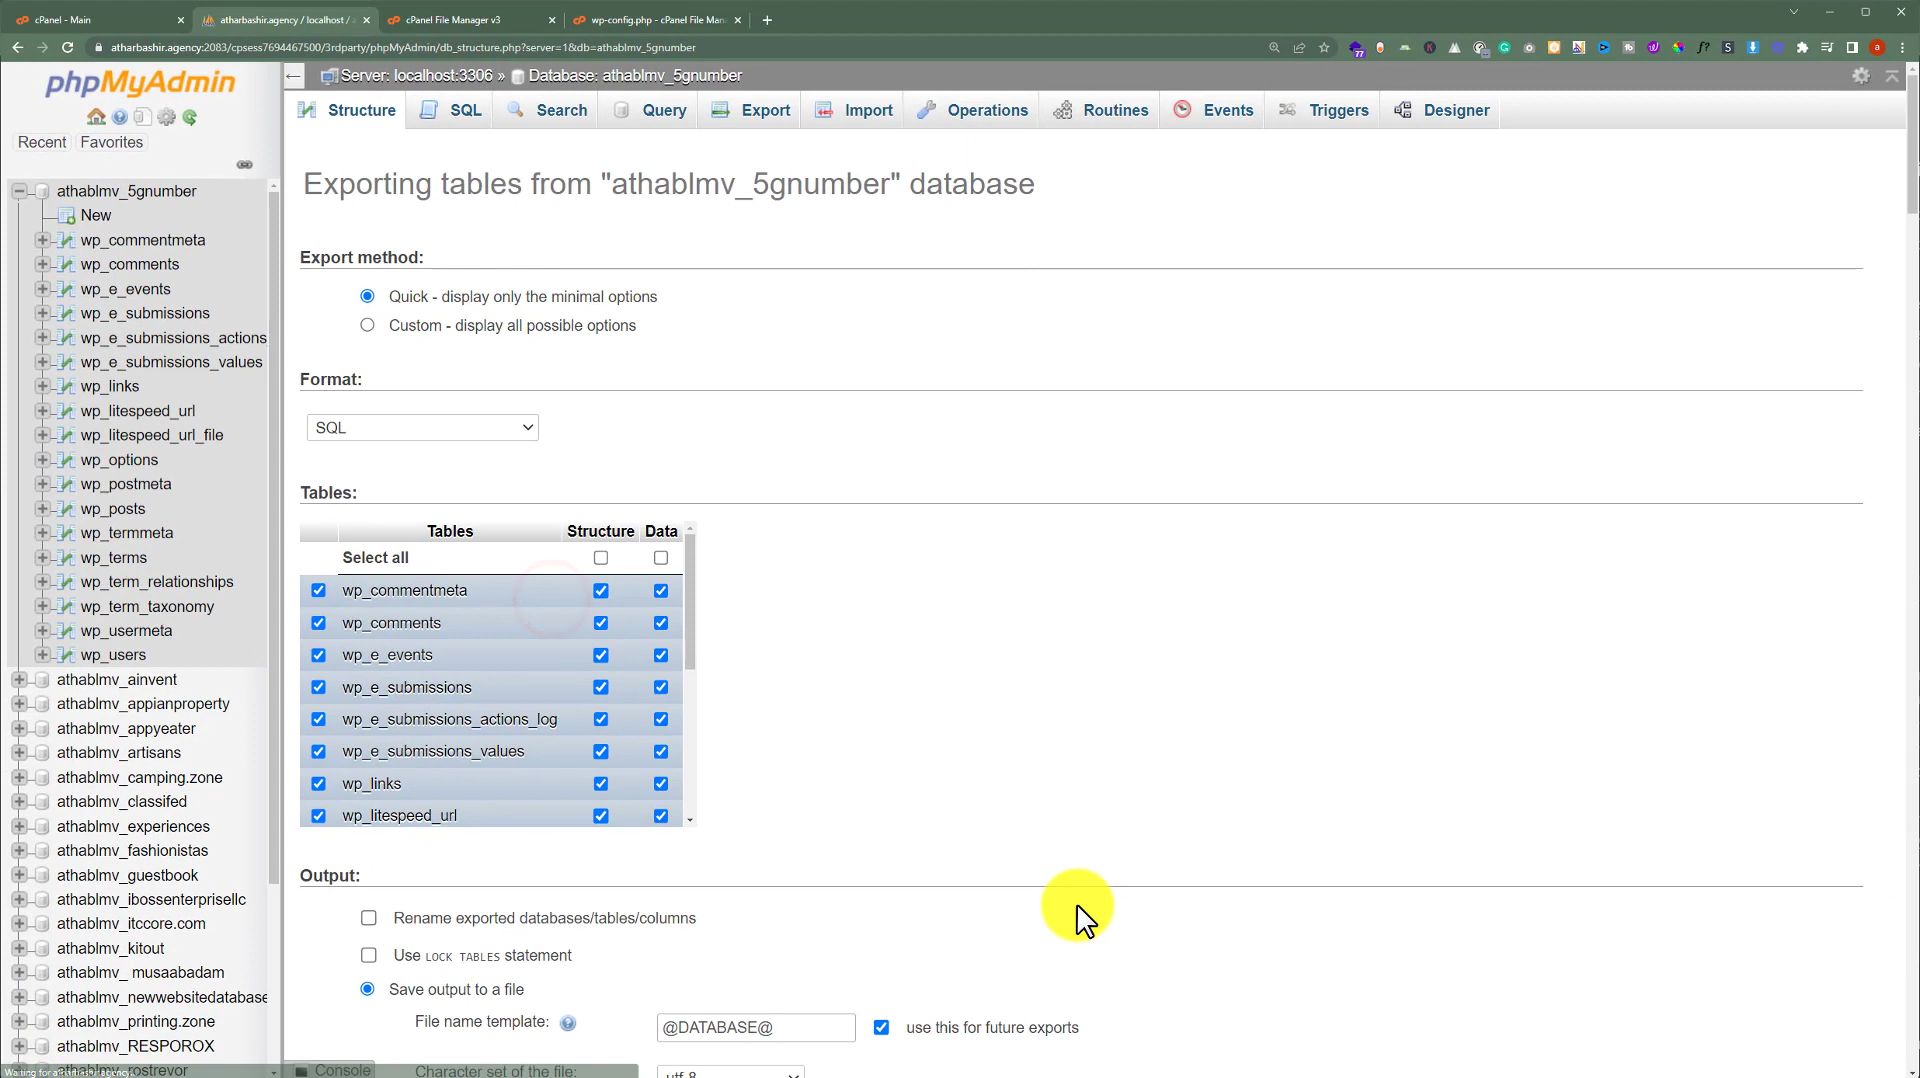 cPanel - Main
atharbashir.agency / localhost /
cPanel File Manager v3
wp-config.php - cPanel File Man
atharbashir.agency:2083/cpsess7694467500/3rdparty/phpMyAdmin/db_structure.php?server=1&db=athablmv_5gnumber
phpMyAdmin
Recent Favorites
athablmv_5gnumber
New
wp_commentmeta
wp_comments
wp_e_events
wp_e_submissions
wp_e_submissions_actions
wp_e_submissions_values
wp_links
wp_litespeed_url
wp_litespeed_url_file
wp_options
wp_postmeta
wp_posts
wp_termmeta
wp_terms
wp_term_relationships
wp_term_taxonomy
wp_usermeta
wp_users
athablmv_ainvent
athablmv_appianproperty
athablmv_appyeater
athablmv_artisans
athablmv_camping.zone
athablmv_classifed
athablmv_experiences
athablmv_fashionistas
athablmv_guestbook
athablmv_ibossenterprisellc
athablmv_itccore.com
athablmv_kitout
athablmv_ musaabadam
athablmv_newwebsitedatabase
athablmv_printing.zone
athablmv_RESPOROX
athablmv_rostrevor
Waiting for atharbashir.agency...
Server: localhost:3306 » Database: athablmv_5gnumber
Structure SQL Search Query Export Import Operations Routines Events Triggers Designer
Exporting tables from "athablmv_5gnumber" database
Export method:
Quick - display only the minimal options
Custom - display all possible options
Format:
SQL
Tables:
Tables Structure Data
Select all
wp_commentmeta
wp_comments
wp_e_events
wp_e_submissions
wp_e_submissions_actions_log
wp_e_submissions_values
wp_links
wp_litespeed_url
Output:
Rename exported databases/tables/columns
Use LOCK TABLES statement
Save output to a file
File name template: @DATABASE@ use this for future exports
Character set of the file: utf-8
Console